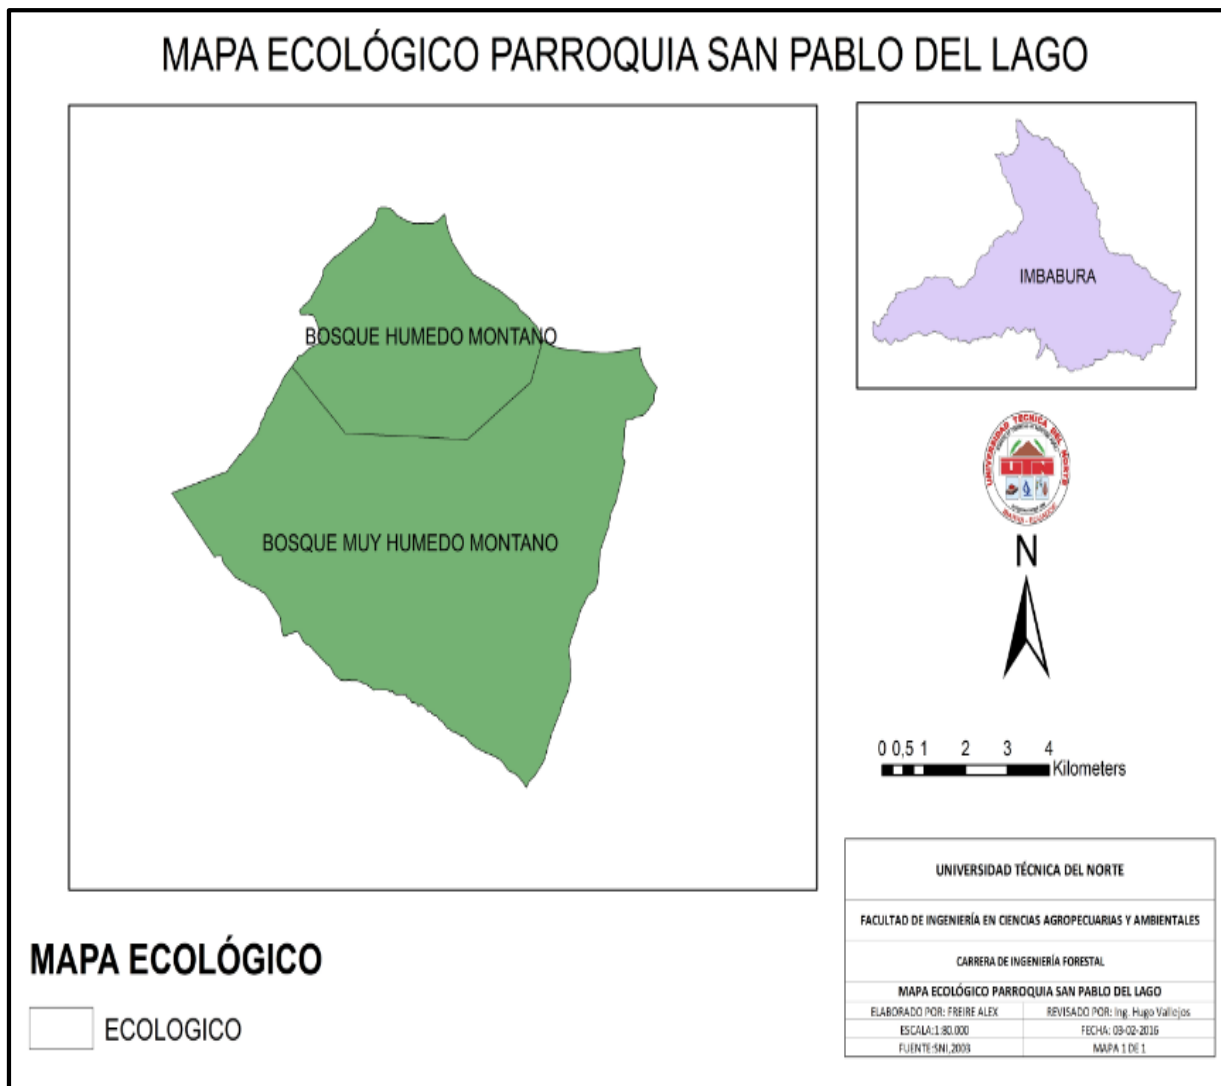 MAPA ECOLÓGICO PARROQUIA SAN PABLO DEL LAGO
BOSQUE HUMEDO MONTANO
BOSQUE MUY HUMEDO MONTANO
IMBABURA
UNIVERSIDAD TÉCNICA DEL NORTE
UTN
IBARRA - ECUADOR
N
0 0,5 1 2 3 4
Kilometers
MAPA ECOLÓGICO
ECOLOGICO
UNIVERSIDAD TÉCNICA DEL NORTE
FACULTAD DE INGENIERÍA EN CIENCIAS AGROPECUARIAS Y AMBIENTALES
CARRERA DE INGENIERÍA FORESTAL
MAPA ECOLÓGICO PARROQUIA SAN PABLO DEL LAGO
ELABORADO POR: FREIRE ALEX REVISADO POR: Ing. Hugo Vallejos
ESCALA:1:80.000 FECHA: 03-02-2016
FUENTE:SNI,2003 MAPA 1 DE 1